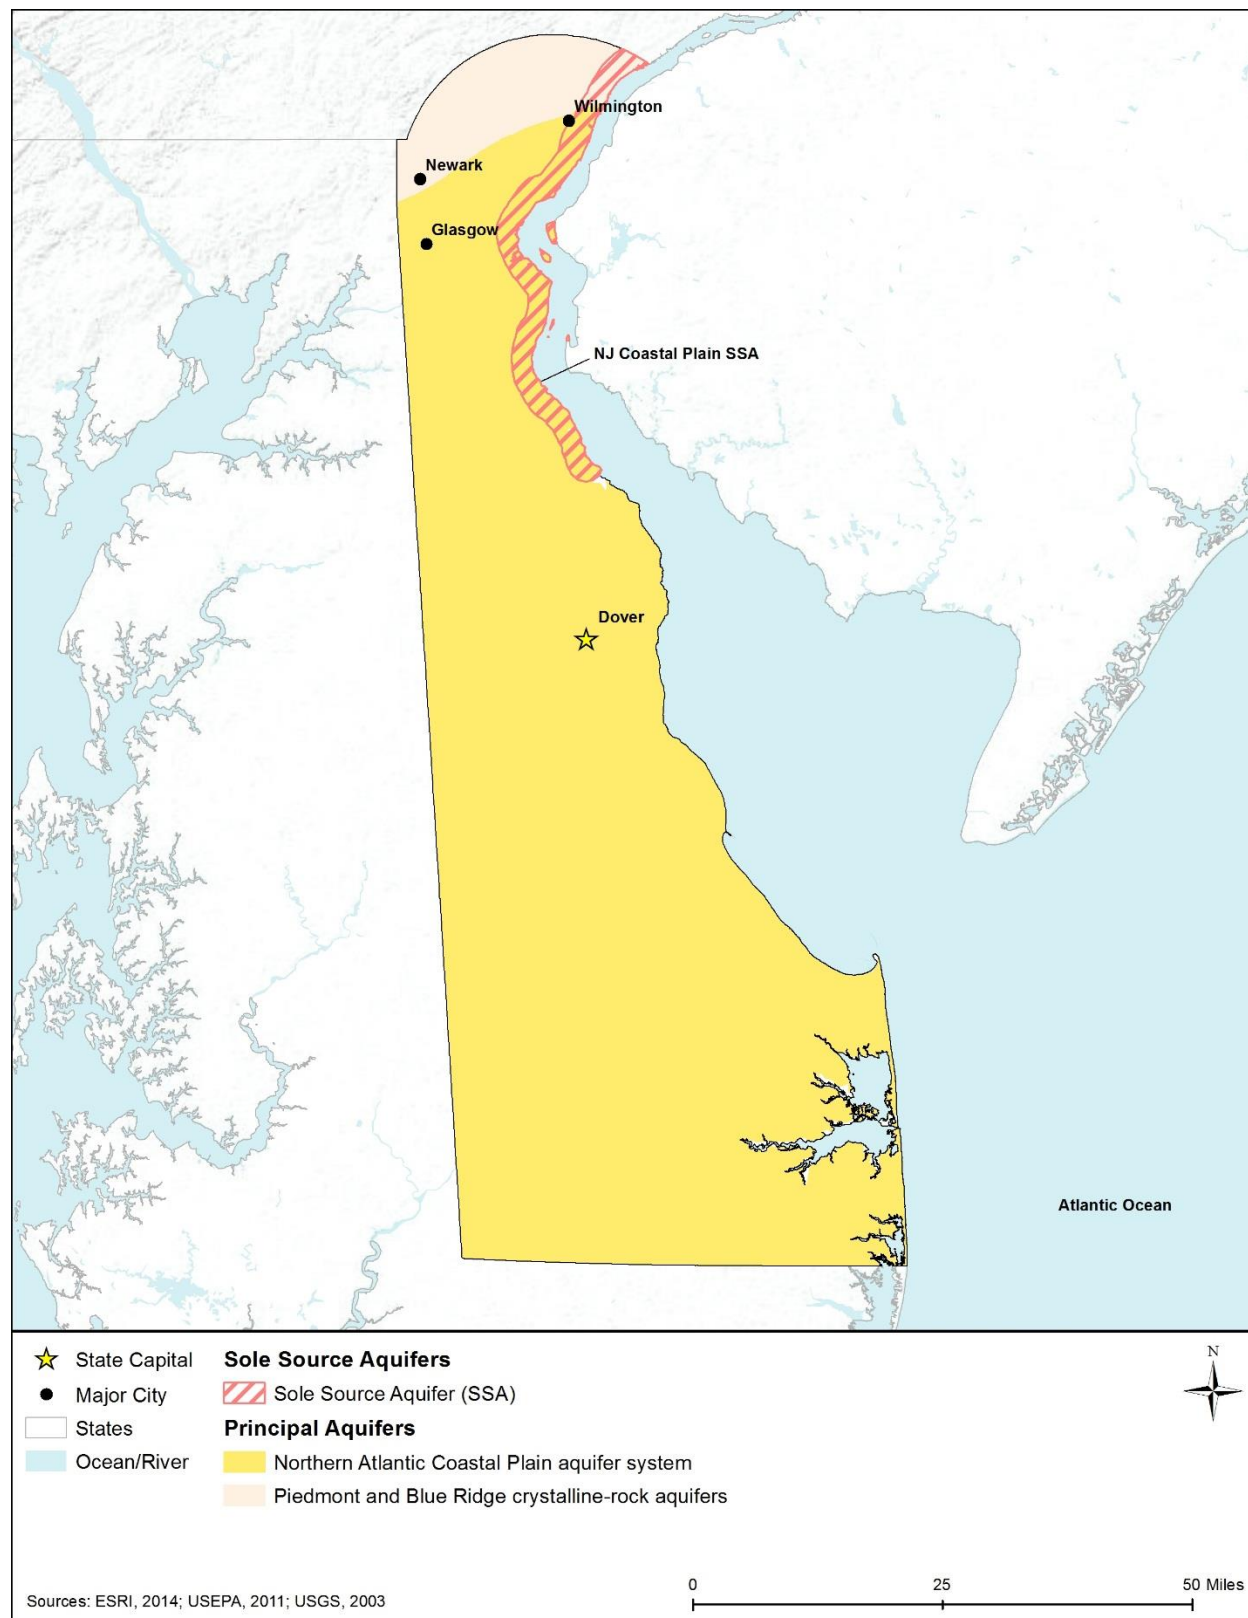 Wilmington
Newark
Glasgow
NJ Coastal Plain SSA
Dover
Atlantic Ocean
State Capital
Major City
States
Ocean/River
Sole Source Aquifers
Sole Source Aquifer (SSA)
Principal Aquifers
Northern Atlantic Coastal Plain aquifer system
Piedmont and Blue Ridge crystalline-rock aquifers
N
Sources: ESRI, 2014; USEPA, 2011; USGS, 2003
0 25 50 Miles